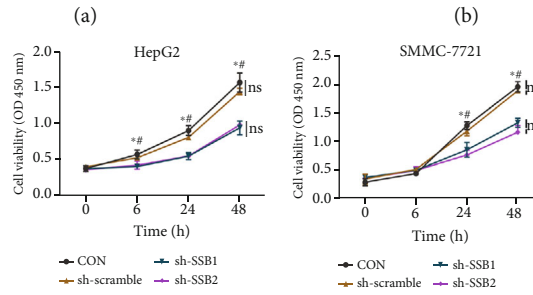 (a)
(b)
HepG2
Cell viability (OD 450 nm)
2.0
1.5
1.0
0.5
0.0
*#
*#
*#
ns
ns
0
6
24
48
Time (h)
CON
sh-SSB1
sh-scramble
sh-SSB2
SMMC-7721
Cell viability (OD 450 nm)
2.5
2.0
1.5
1.0
0.5
0.0
*#
*#
0
6
24
48
Time (h)
CON
sh-SSB1
sh-scramble
sh-SSB2